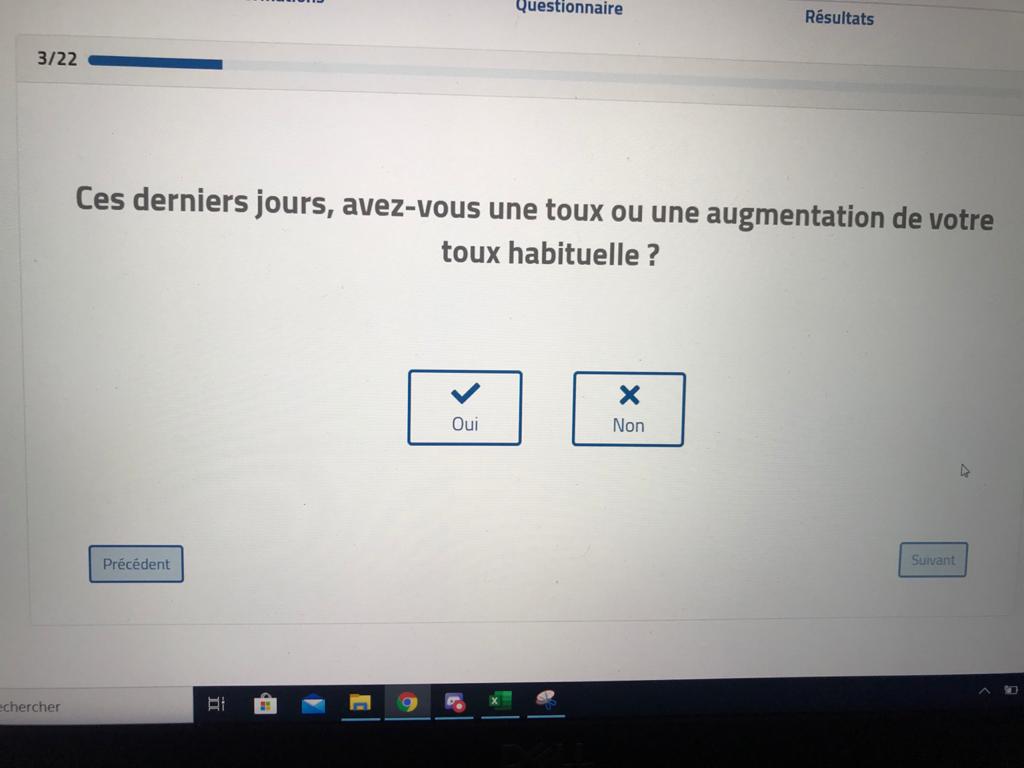 Questionnaire
Résultats
3/22
Ces derniers jours, avez-vous une toux ou une augmentation de votre
toux habituelle ?
Oui
Non
Précédent
Suivant
echercher
DELL